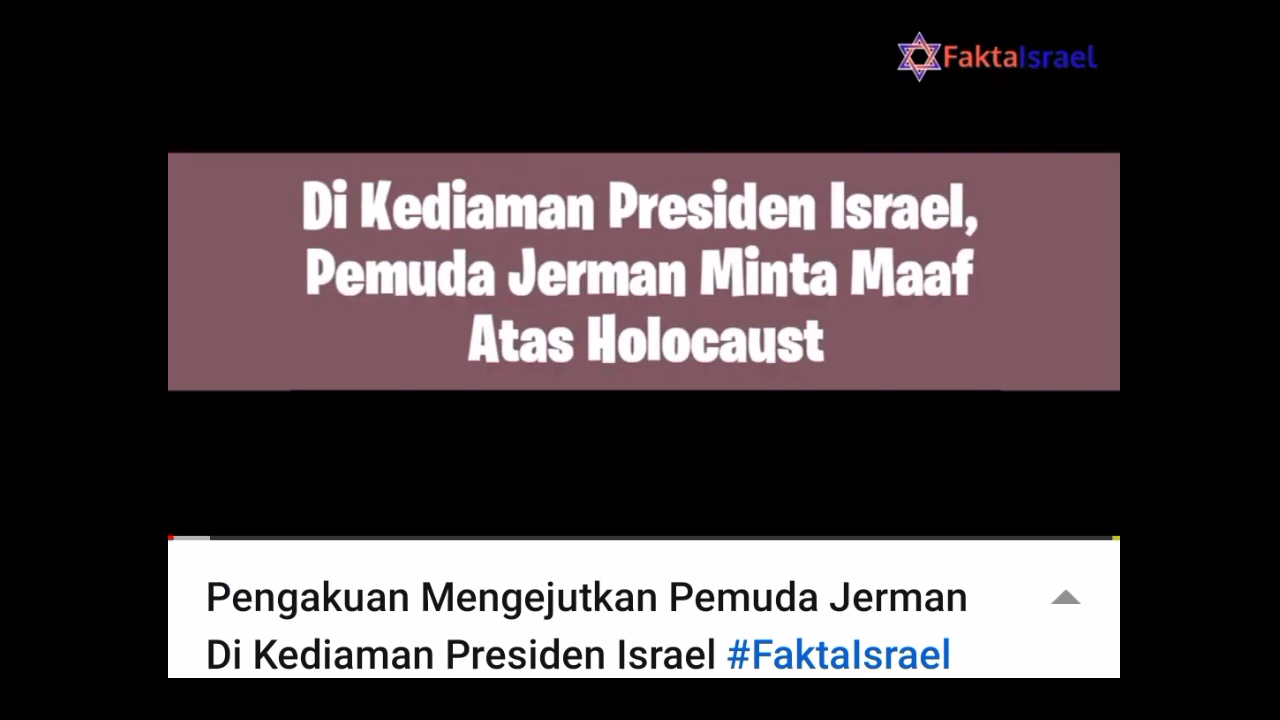 FaktaIsrael
Di Kediaman Presiden Israel,
Pemuda Jerman Minta Maaf
Atas Holocaust
Pengakuan Mengejutkan Pemuda Jerman
Di Kediaman Presiden Israel #FaktaIsrael